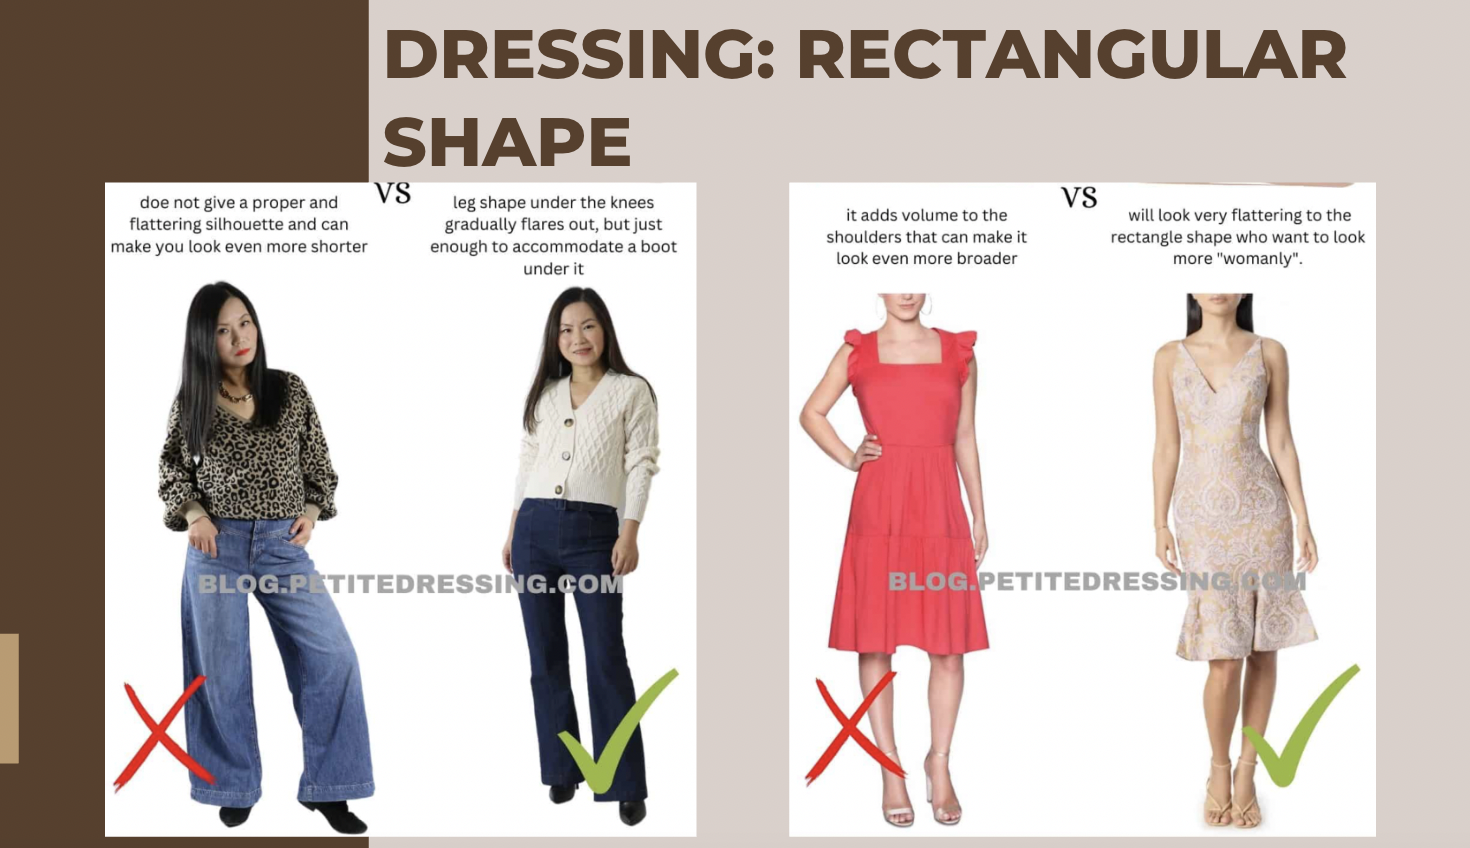 DRESSING: RECTANGULAR
SHAPE
doe not give a proper and
flattering silhouette and can
make you look even more shorter
VS
leg shape under the knees
gradually flares out, but just
enough to accommodate a boot
under it
BLOG.PETITEDRESSING.COM
it adds volume to the
shoulders that can make it
look even more broader
VS
will look very flattering to the
rectangle shape who want to look
more "womanly".
BLOG.PETITEDRESSING.COM